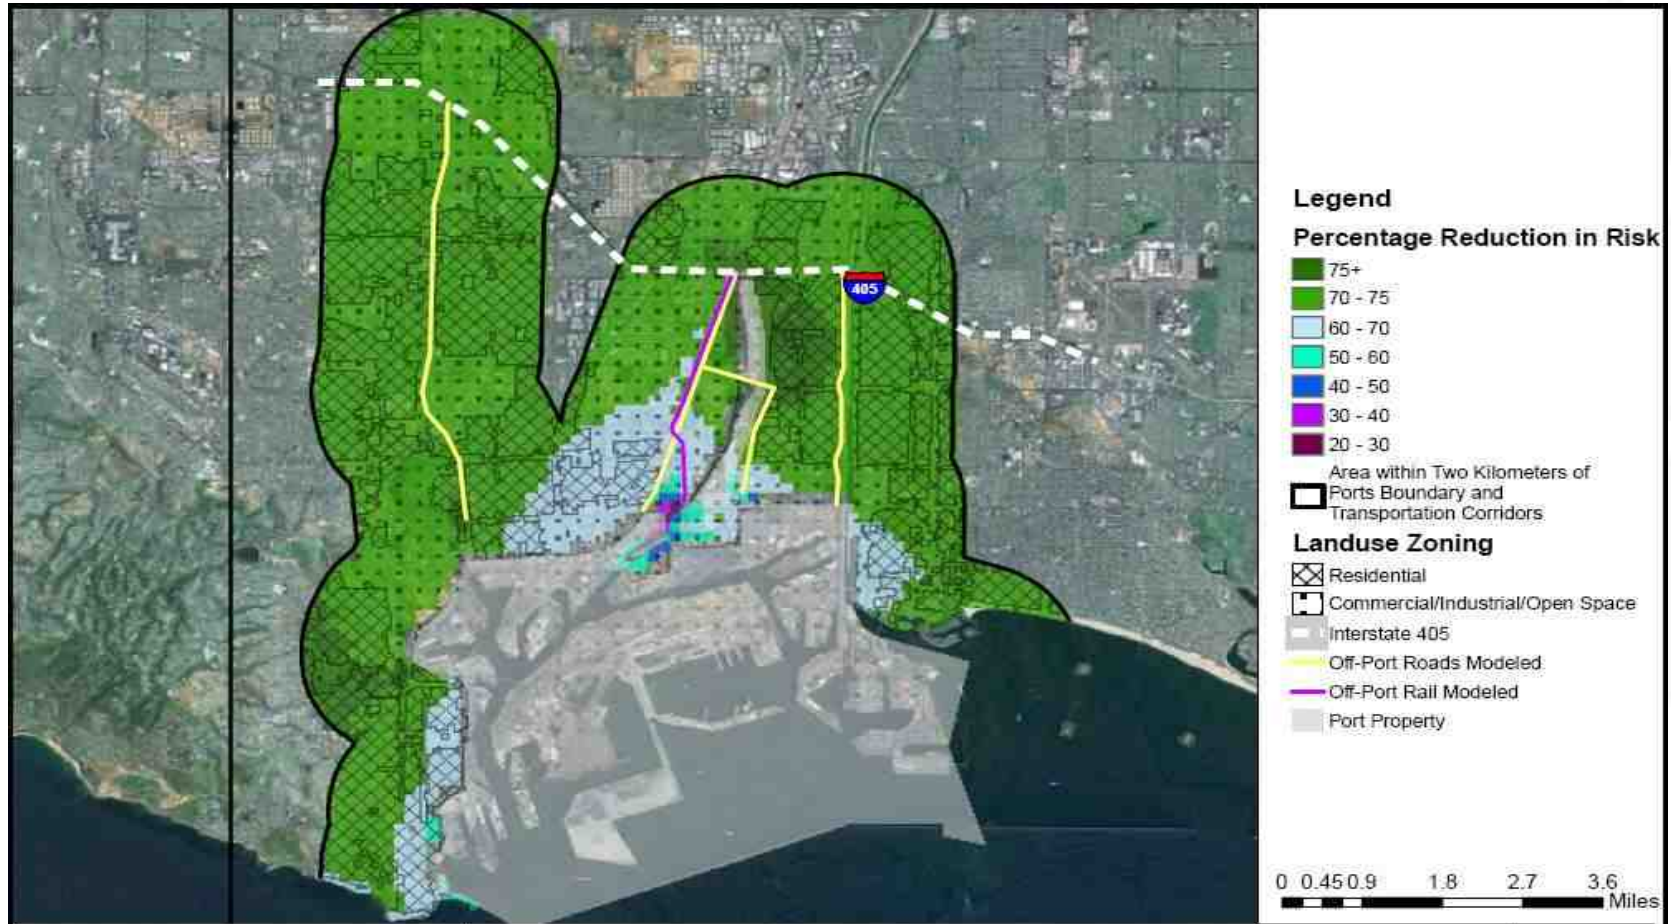 Legend
Percentage Reduction in Risk
75+
70 - 75
60 - 70
50 - 60
40 - 50
30 - 40
20 - 30
Area within Two Kilometers of
Ports Boundary and
Transportation Corridors
Landuse Zoning
Residential
Commercial/Industrial/Open Space
Interstate 405
Off-Port Roads Modeled
Off-Port Rail Modeled
Port Property
405
0 0.45 0.9 1.8 2.7 3.6
Miles